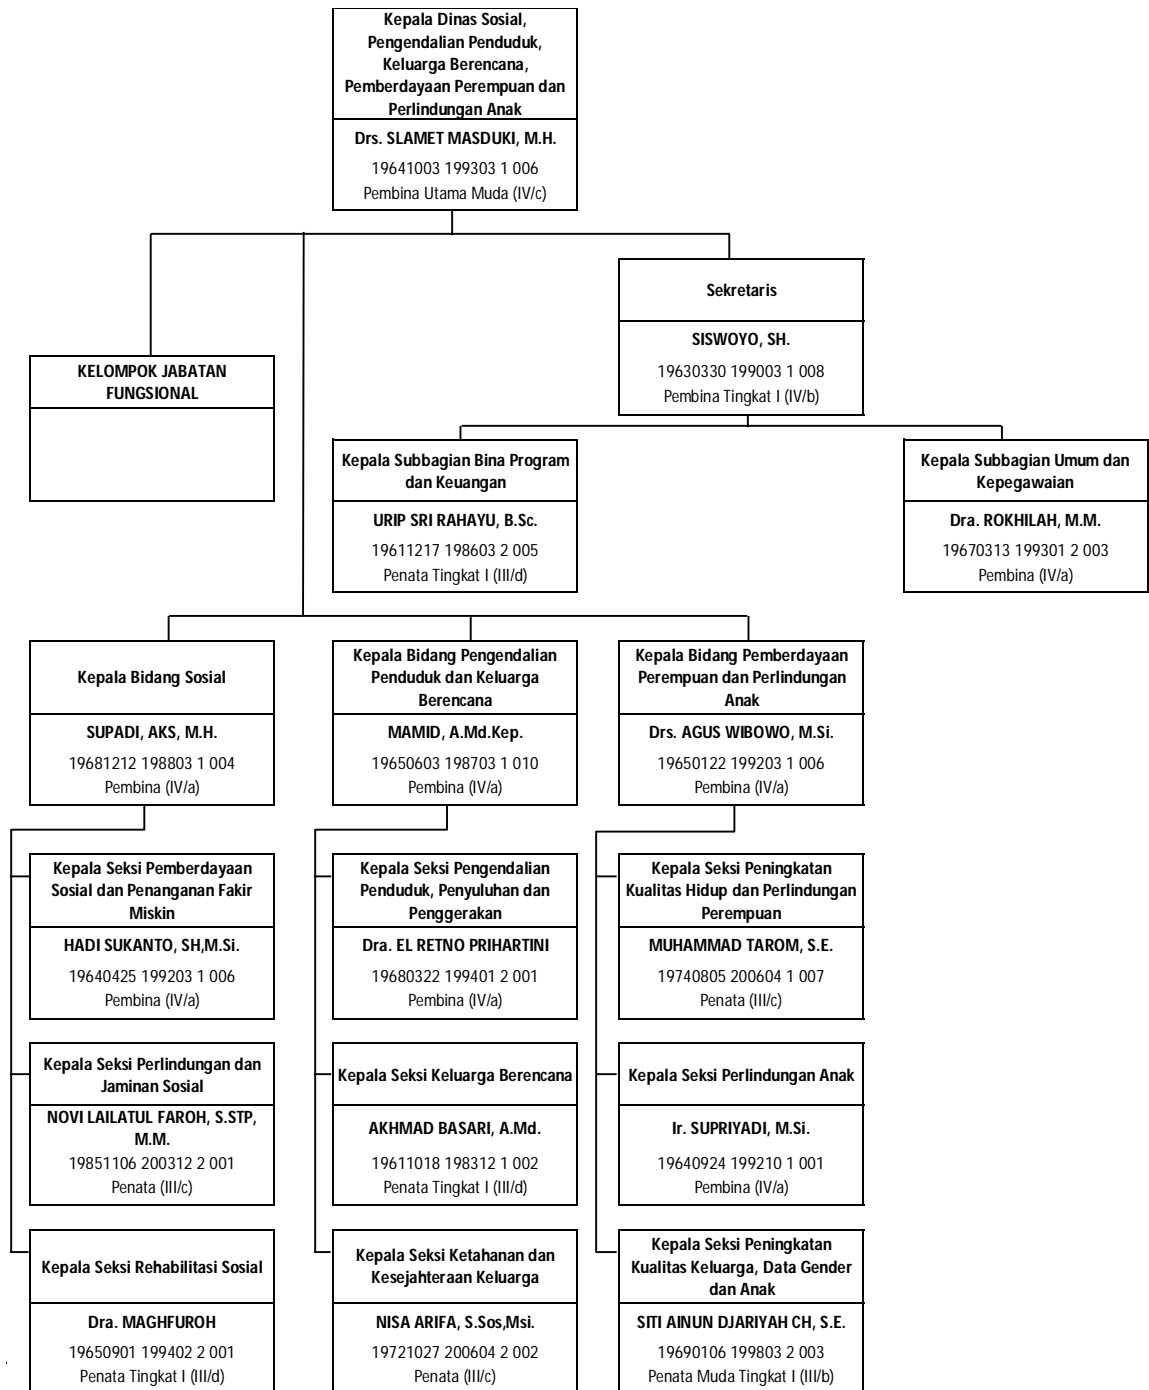 Kepala Dinas Sosial,
Pengendalian Penduduk,
Keluarga Berencana,
Pemberdayaan Perempuan dan
Perlindungan Anak
Drs. SLAMET MASDUKI, M.H.
19641003 199303 1 006
Pembina Utama Muda (IV/c)
Sekretaris
SISWOYO, SH.
19630330 199003 1 008
Pembina Tingkat I (IV/b)
KELOMPOK JABATAN
FUNGSIONAL
Kepala Subbagian Bina Program
dan Keuangan
URIP SRI RAHAYU, B.Sc.
19611217 198603 2 005
Penata Tingkat I (III/d)
Kepala Subbagian Umum dan
Kepegawaian
Dra. ROKHILAH, M.M.
19670313 199301 2 003
Pembina (IV/a)
Kepala Bidang Sosial
SUPADI, AKS, M.H.
19681212 198803 1 004
Pembina (IV/a)
Kepala Bidang Pengendalian
Penduduk dan Keluarga
Berencana
MAMID, A.Md.Kep.
19650603 198703 1 010
Pembina (IV/a)
Kepala Bidang Pemberdayaan
Perempuan dan Perlindungan
Anak
Drs. AGUS WIBOWO, M.Si.
19650122 199203 1 006
Pembina (IV/a)
Kepala Seksi Pemberdayaan
Sosial dan Penanganan Fakir
Miskin
HADI SUKANTO, SH,M.Si.
19640425 199203 1 006
Pembina (IV/a)
Kepala Seksi Pengendalian
Penduduk, Penyuluhan dan
Penggerakan
Dra. EL RETNO PRIHARTINI
19680322 199401 2 001
Pembina (IV/a)
Kepala Seksi Peningkatan
Kualitas Hidup dan Perlindungan
Perempuan
MUHAMMAD TAROM, S.E.
19740805 200604 1 007
Penata (III/c)
Kepala Seksi Perlindungan dan
Jaminan Sosial
NOVI LAILATUL FAROH, S.STP,
M.M.
19851106 200312 2 001
Penata (III/c)
Kepala Seksi Keluarga Berencana
AKHMAD BASARI, A.Md.
19611018 198312 1 002
Penata Tingkat I (III/d)
Kepala Seksi Perlindungan Anak
Ir. SUPRIYADI, M.Si.
19640924 199210 1 001
Pembina (IV/a)
Kepala Seksi Rehabilitasi Sosial
Dra. MAGHFUROH
19650901 199402 2 001
Penata Tingkat I (III/d)
Kepala Seksi Ketahanan dan
Kesejahteraan Keluarga
NISA ARIFA, S.Sos,Msi.
19721027 200604 2 002
Penata (III/c)
Kepala Seksi Peningkatan
Kualitas Keluarga, Data Gender
dan Anak
SITI AINUN DJARIYAH CH, S.E.
19690106 199803 2 003
Penata Muda Tingkat I (III/b)